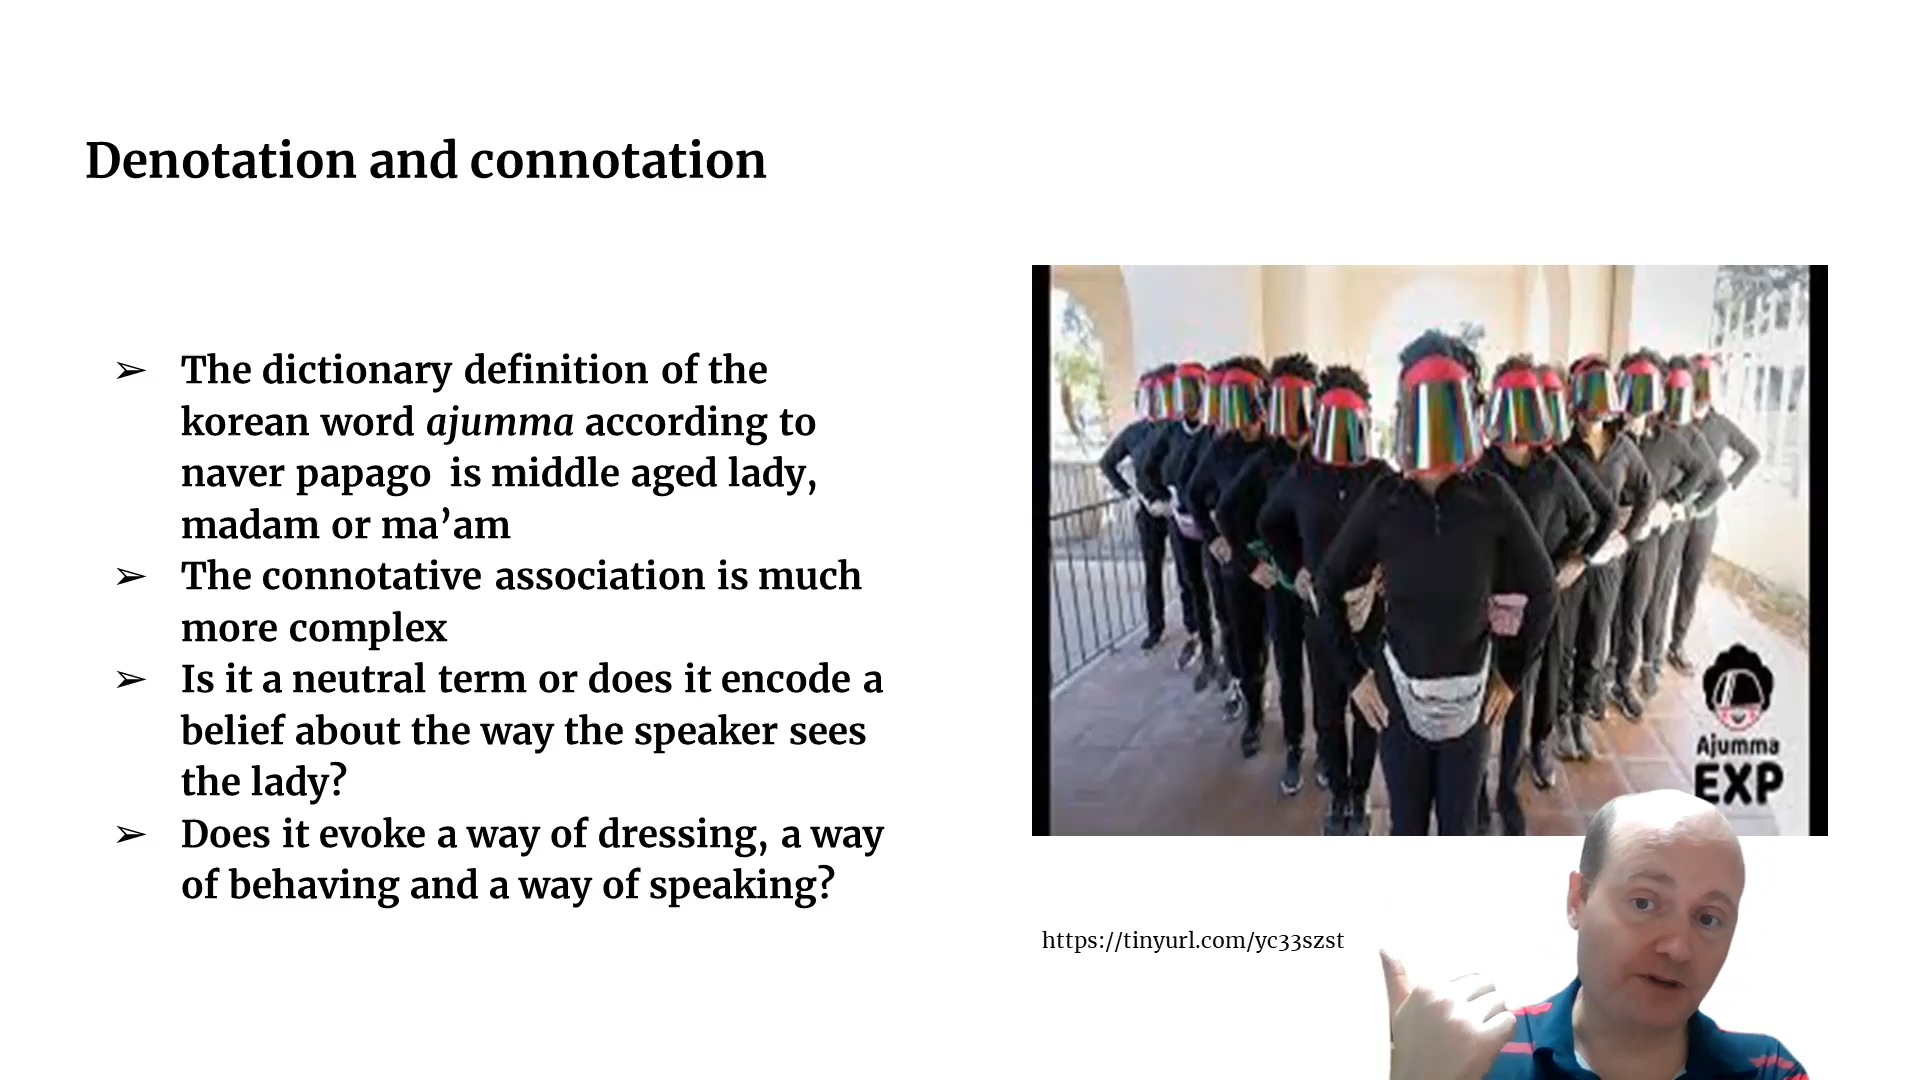 Denotation and connotation
➢ The dictionary definition of the
korean word ajumma according to
naver papago is middle aged lady,
madam or ma’am
➢ The connotative association is much
more complex
➢ Is it a neutral term or does it encode a
belief about the way the speaker sees
the lady?
➢ Does it evoke a way of dressing, a way
of behaving and a way of speaking?
Ajumma
EXP
https://tinyurl.com/yc33szst